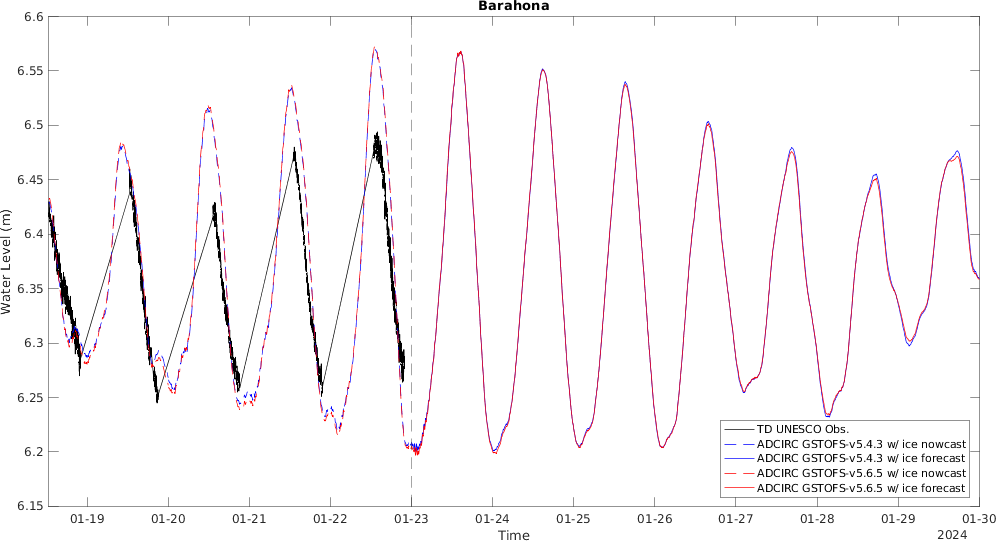 Barahona
6.6
6.55
6.5
6.45
6.4
6.35
6.3
6.25
6.2
6.15
Water Level (m)
01-19 01-20 01-21 01-22 01-23 01-24 01-25 01-26 01-27 01-28 01-29 01-30
Time
2024
TD UNESCO Obs.
ADCIRC GSTOFS-v5.4.3 w/ ice nowcast
ADCIRC GSTOFS-v5.4.3 w/ ice forecast
ADCIRC GSTOFS-v5.6.5 w/ ice nowcast
ADCIRC GSTOFS-v5.6.5 w/ ice forecast